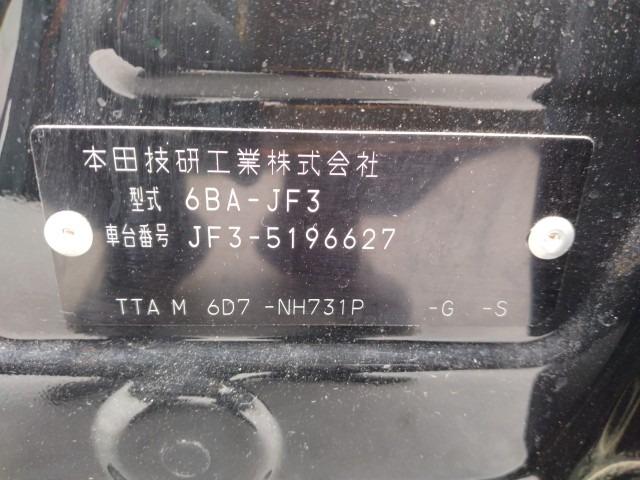 本田技研工業株式会社
型式 6BA-JF3
車台番号 JF3-5196627
TTA M 6D7 -NH731P -G -S